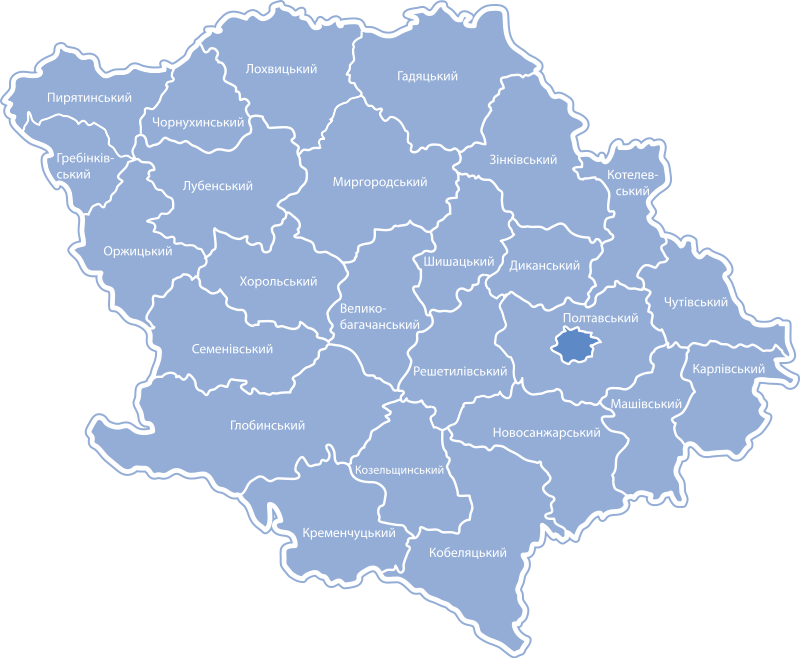 Лохвицький
Гадяцький
Пирятинський
Чорнухинський
Гребінків-
ський
Зінківський
Лубенський
Миргородський
Котелев-
ський
Оржицький
Шишацький
Диканський
Хорольський
Чутівський
Велико-
багачанський
Полтавський
Семенівський
Решетилівський
Карлівський
Машівський
Глобинський
Новосанжарський
Козельщинський
Кременчуцький
Кобеляцький